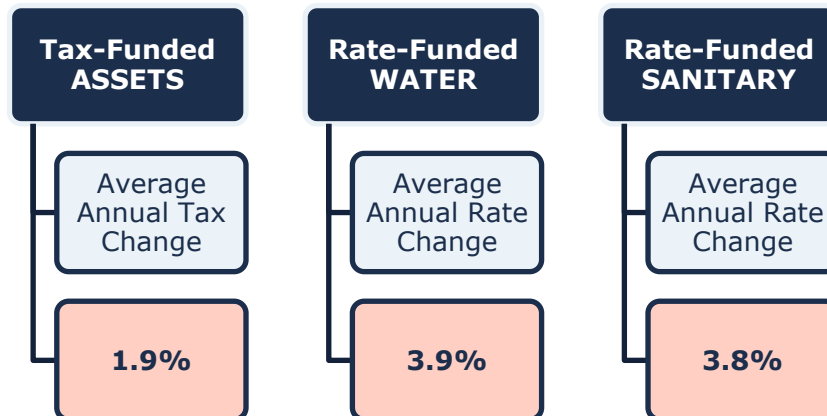 Tax-Funded
ASSETS
Average
Annual Tax
Change
1.9%
Rate-Funded
WATER
Average
Annual Rate
Change
3.9%
Rate-Funded
SANITARY
Average
Annual Rate
Change
3.8%